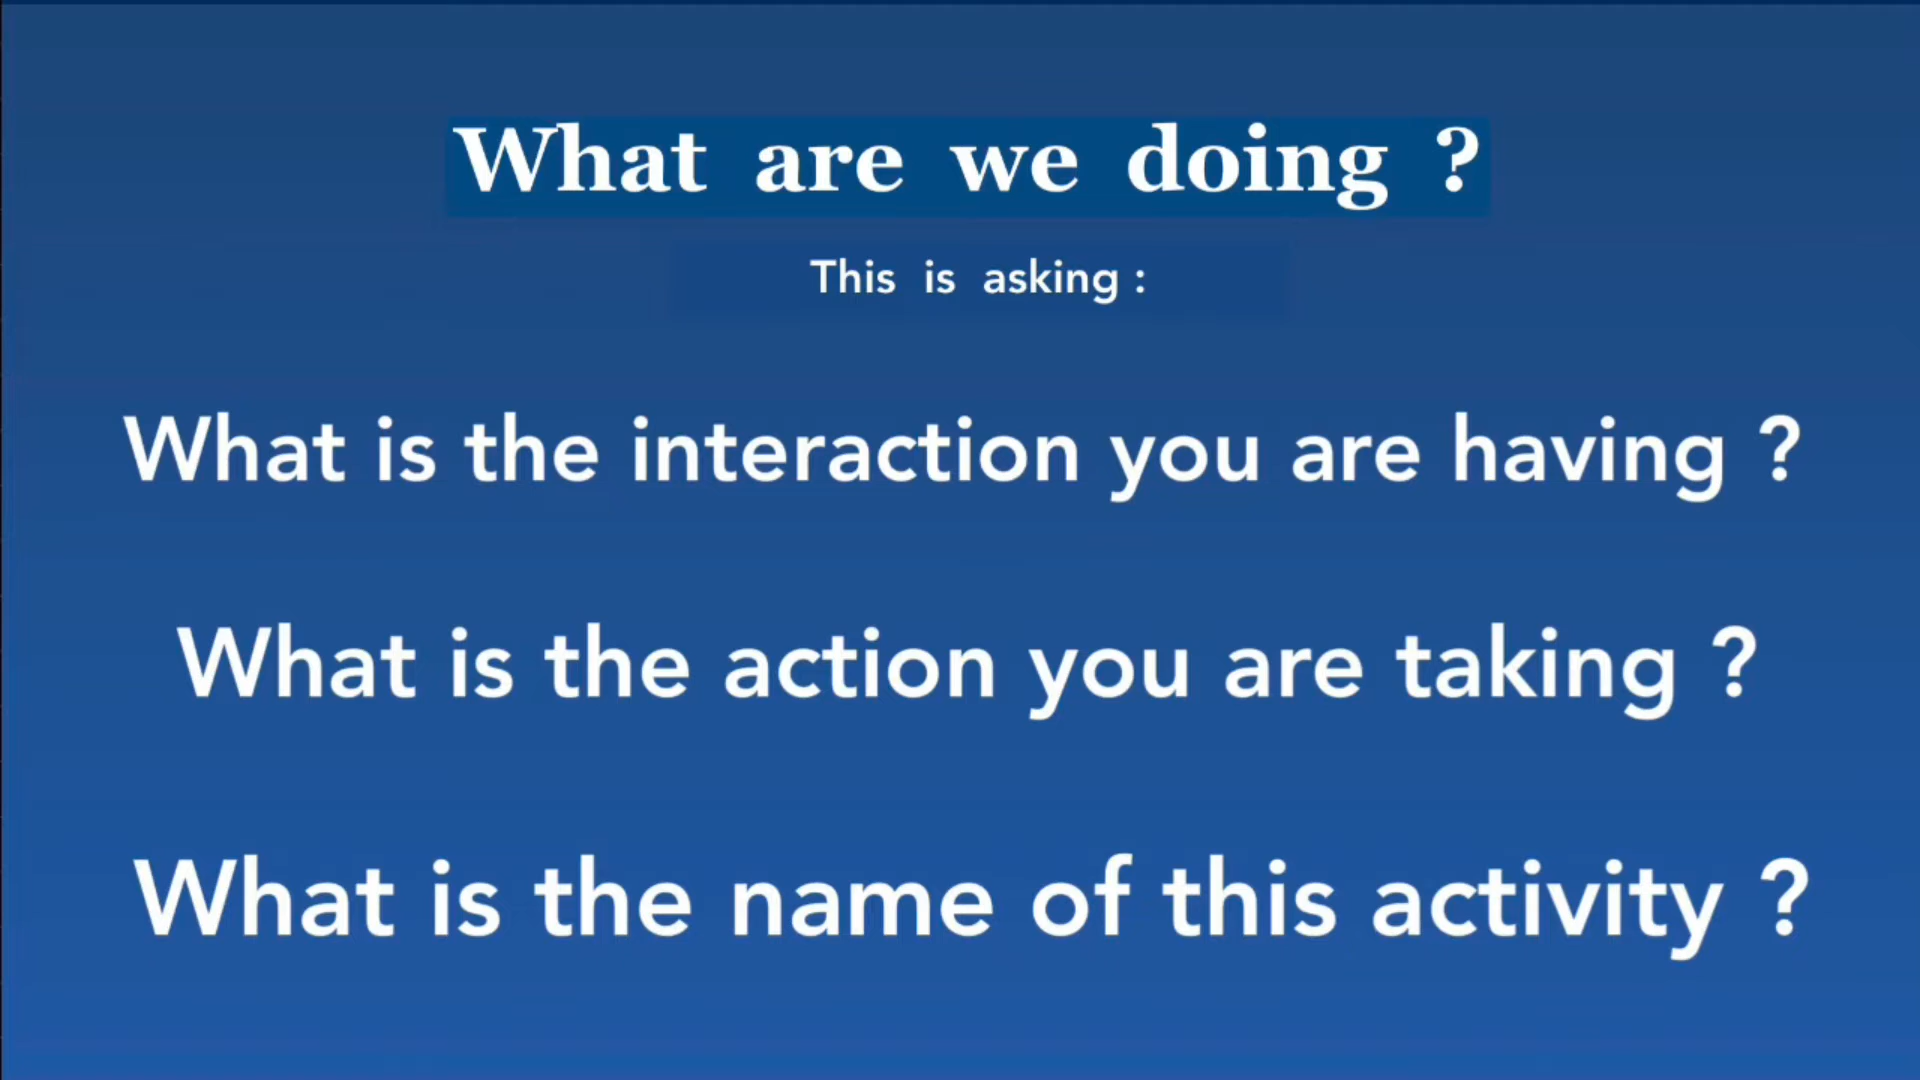 What are we doing ?
This is asking :
What is the interaction you are having ?
What is the action you are taking ?
What is the name of this activity ?